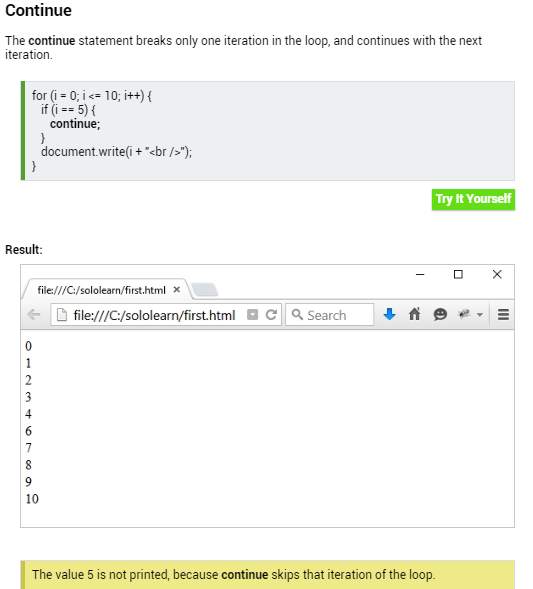 Continue
The continue statement breaks only one iteration in the loop, and continues with the next
iteration.
for (i = 0; i <= 10; i++) {
if (i == 5) {
continue;
}
document.write(i + "<br />");
}
Try It Yourself
Result:
file:///C:/sololearn/first.html
file:///C:/sololearn/first.html Search
0
1
2
3
4
6
7
8
9
10
The value 5 is not printed, because continue skips that iteration of the loop.